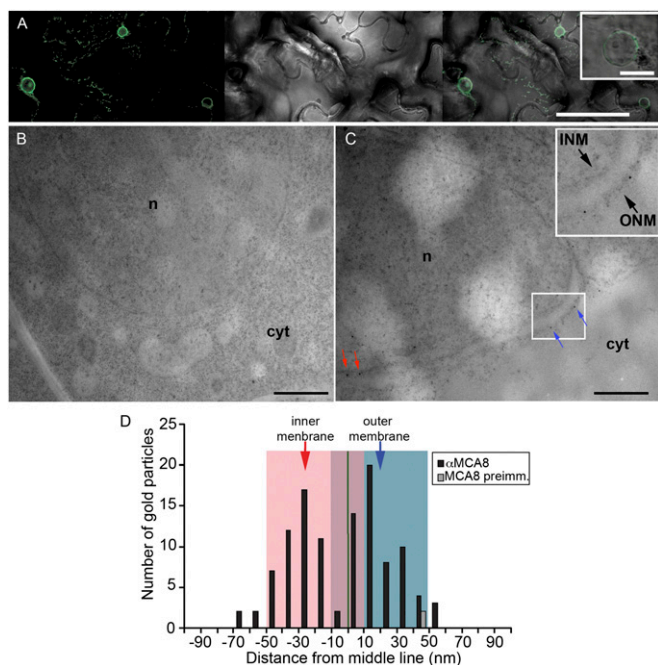 A
B
n
cyt
C
INM
ONM
n
cyt
D
inner
menbrane
outer
membrane
αMCA8
MCA8 preimm.
Number of gold particles
25
20
15
10
5
0
-90 -70 -50 -30 -10 10 30 50 70 90
Distance from middle line (nm)